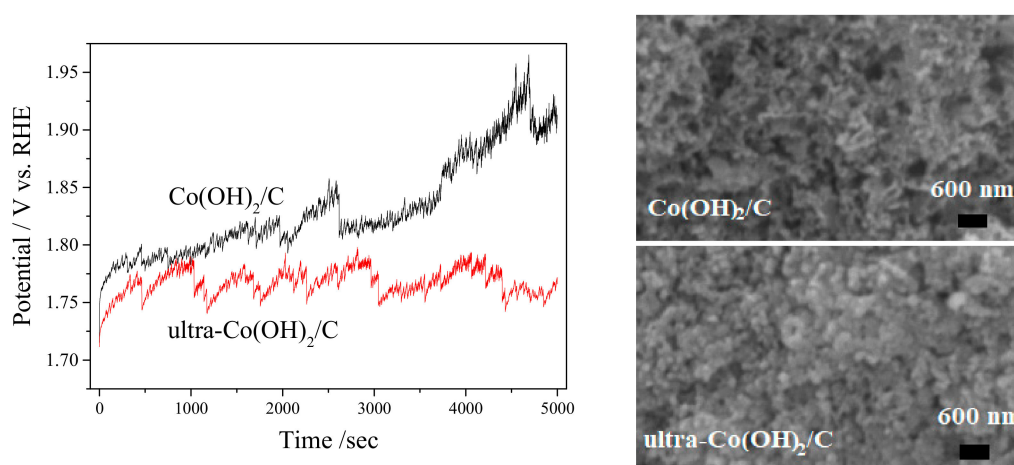 Potential / V vs. RHE
1.95
1.90
1.85
1.80
1.75
1.70
Co(OH)₂/C
ultra-Co(OH)₂/C
0
1000
2000
3000
4000
5000
Time /sec
600 nm
Co(OH)₂/C
600 nm
ultra-Co(OH)₂/C